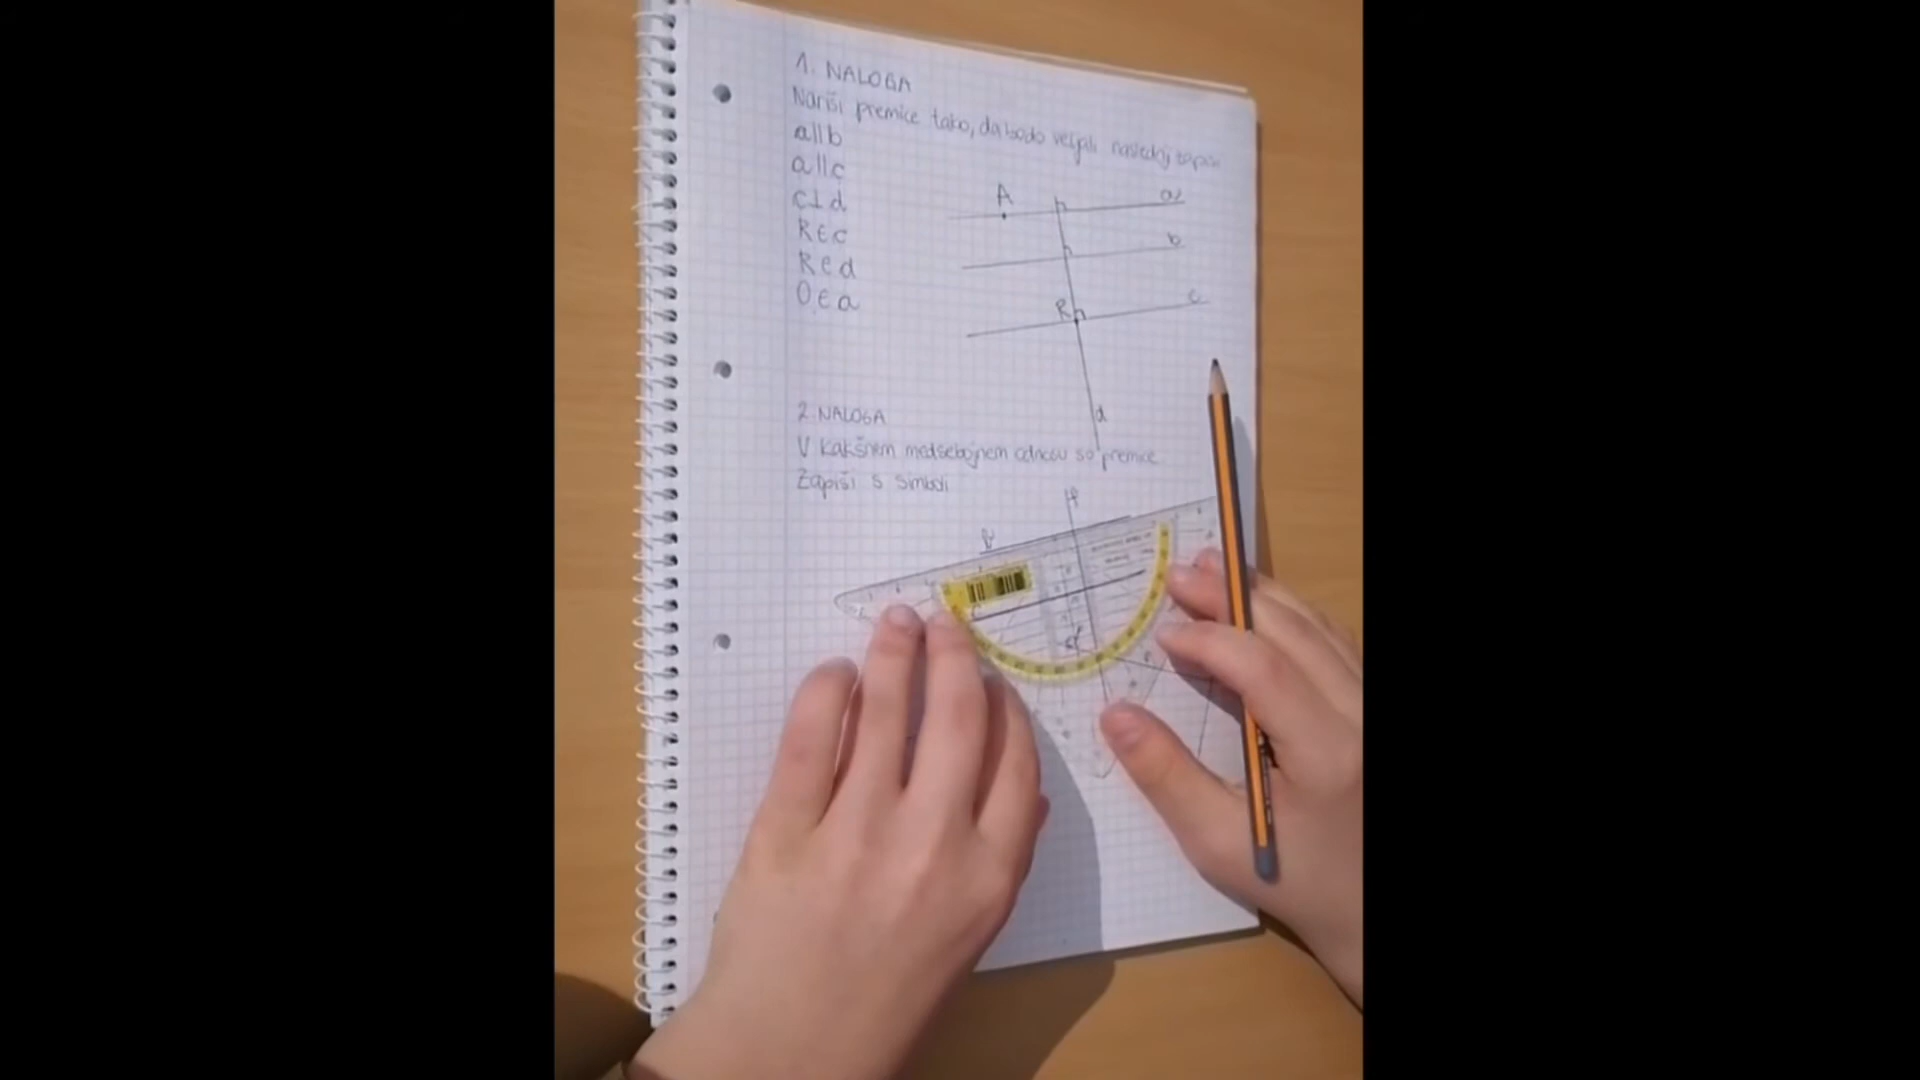 1. NALOGA
Nariši premice tako, da bodo veljali naslednji zapisi
a||b
a||c
c⊥d
R∈c
R∈d
O∈a
A
a
b
R
c
d
2. NALOGA
V kakšnem medsebojnem odnosu so premice.
Zapiši s simboli